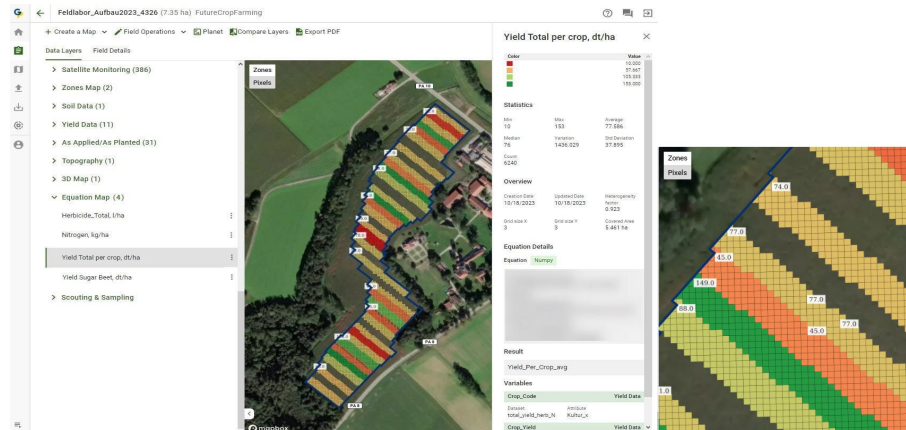 Feldlabor_Aufbau2023_4326 (7.35 ha) FutureCropFarming
+ Create a Map
Field Operations
Planet
Compare Layers
Export PDF
Data Layers
Field Details
Satellite Monitoring (386)
Zones Map (2)
Soil Data (1)
Yield Data (11)
As Applied/As Planted (31)
Topography (1)
3D Map (1)
Equation Map (4)
Herbicide_Total, l/ha
Nitrogen, kg/ha
Yield Total per crop, dt/ha
Yield Sugar Beet, dt/ha
Scouting & Sampling
Zones
Pixels
PA 10
PA 6
PA 6
mapbox
Yield Total per crop, dt/ha
Color Value
10.000
57.667
105.333
153.000
Statistics
Min Max Average
10 153 77.586
Median Variation Std Deviation
76 1436.029 37.895
Count
6240
Overview
Creation Date Updated Date Heterogeneity factor
10/18/2023 10/18/2023 0.923
Grid size X Grid size Y Covered Area
3 3 5.461 ha
Equation Details
Equation Numpy
Result
Yield_Per_Crop_avg
Variables
Crop_Code Yield Data
Dataset Attribute
total_yield_herb_N Kultur_x
Crop_Yield Yield Data
Zones
Pixels
74.0
77.0
45.0
149.0
88.0
77.0
45.0
77.0
1.0